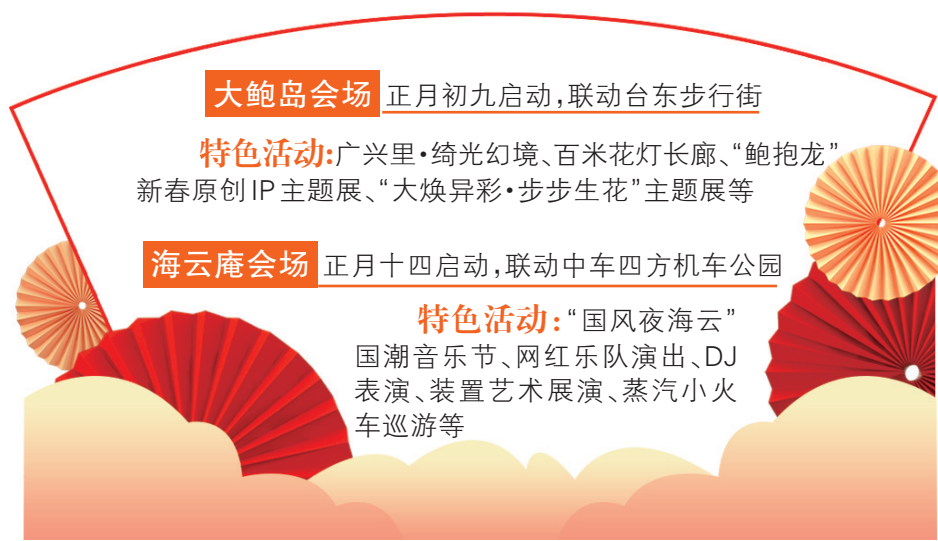 大鲍岛会场 正月初九启动，联动台东步行街
特色活动：广兴里·绮光幻境、百米花灯长廊、“鲍抱龙”
新春原创IP主题展、“大焕异彩·步步生花”主题展等
海云庵会场 正月十四启动，联动中车四方机车公园
特色活动：“国风夜海云”
国潮音乐节、网红乐队演出、DJ
表演、装置艺术展演、蒸汽小火
车巡游等